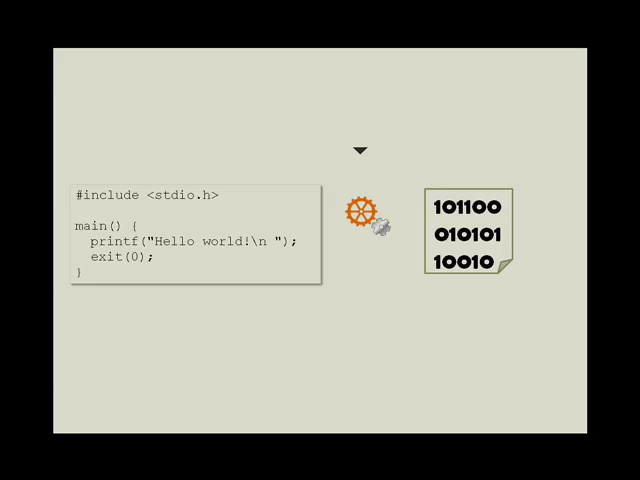 #include <stdio.h>
main() {
printf("Hello world!\n ");
exit(0);
}
101100
010101
10010